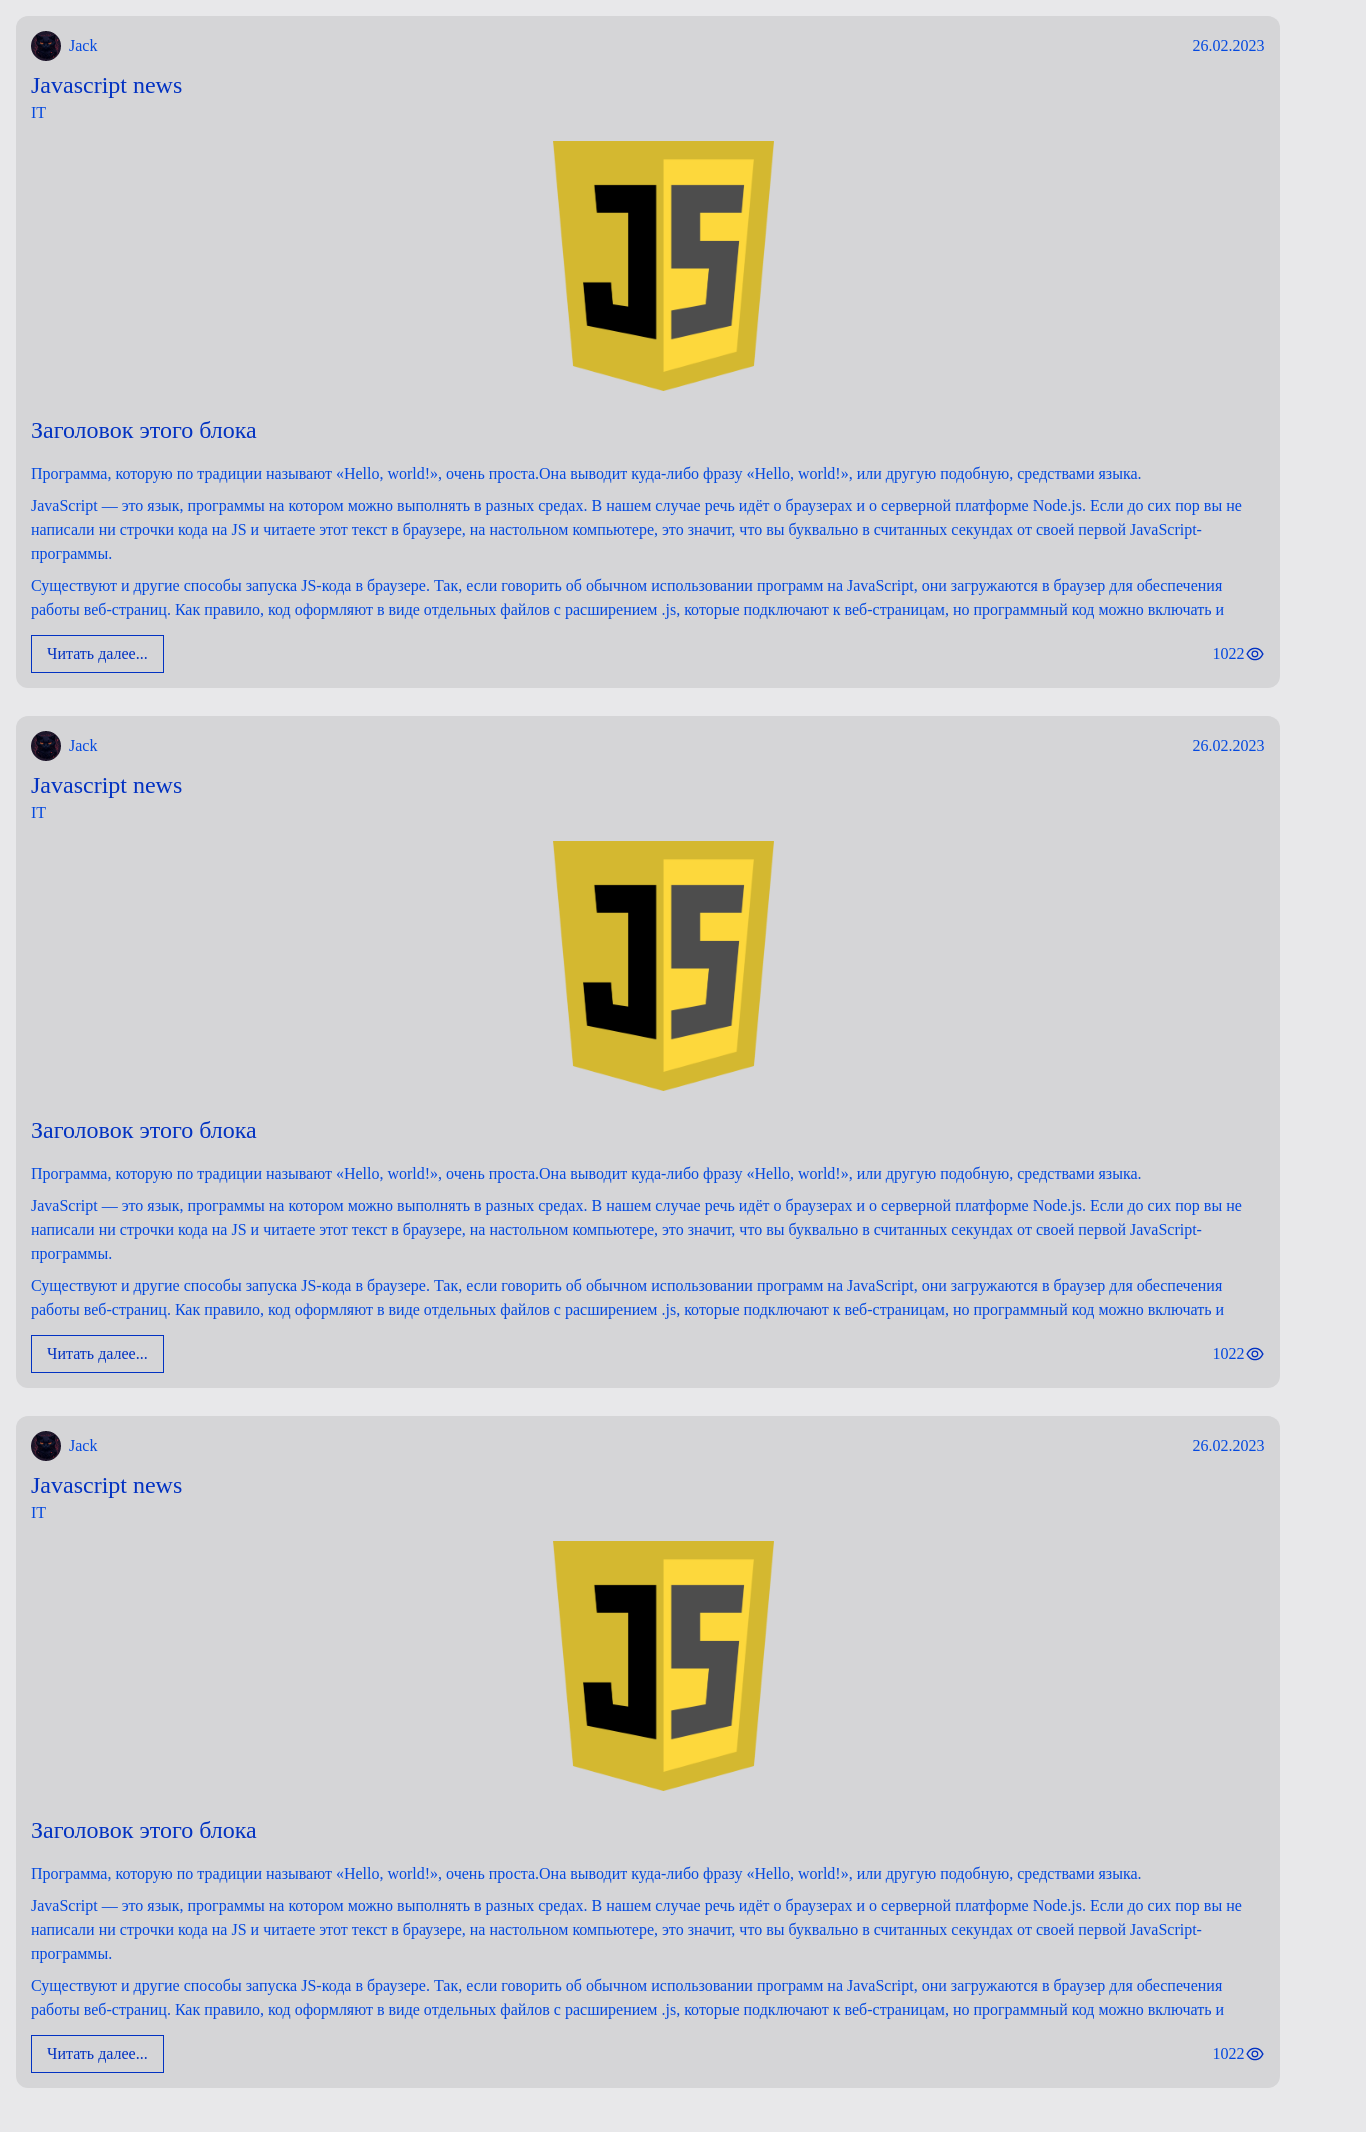 Jack
26.02.2023
Javascript news
IT
JS
Заголовок этого блока
Программа, которую по традиции называют «Hello, world!», очень проста.Она выводит куда-либо фразу «Hello, world!», или другую подобную, средствами языка.
JavaScript — это язык, программы на котором можно выполнять в разных средах. В нашем случае речь идёт о браузерах и о серверной платформе Node.js. Если до сих пор вы не
написали ни строчки кода на JS и читаете этот текст в браузере, на настольном компьютере, это значит, что вы буквально в считанных секундах от своей первой JavaScript-
программы.
Существуют и другие способы запуска JS-кода в браузере. Так, если говорить об обычном использовании программ на JavaScript, они загружаются в браузер для обеспечения
работы веб-страниц. Как правило, код оформляют в виде отдельных файлов с расширением .js, которые подключают к веб-страницам, но программный код можно включать и
Читать далее...
1022
Jack
26.02.2023
Javascript news
IT
JS
Заголовок этого блока
Программа, которую по традиции называют «Hello, world!», очень проста.Она выводит куда-либо фразу «Hello, world!», или другую подобную, средствами языка.
JavaScript — это язык, программы на котором можно выполнять в разных средах. В нашем случае речь идёт о браузерах и о серверной платформе Node.js. Если до сих пор вы не
написали ни строчки кода на JS и читаете этот текст в браузере, на настольном компьютере, это значит, что вы буквально в считанных секундах от своей первой JavaScript-
программы.
Существуют и другие способы запуска JS-кода в браузере. Так, если говорить об обычном использовании программ на JavaScript, они загружаются в браузер для обеспечения
работы веб-страниц. Как правило, код оформляют в виде отдельных файлов с расширением .js, которые подключают к веб-страницам, но программный код можно включать и
Читать далее...
1022
Jack
26.02.2023
Javascript news
IT
JS
Заголовок этого блока
Программа, которую по традиции называют «Hello, world!», очень проста.Она выводит куда-либо фразу «Hello, world!», или другую подобную, средствами языка.
JavaScript — это язык, программы на котором можно выполнять в разных средах. В нашем случае речь идёт о браузерах и о серверной платформе Node.js. Если до сих пор вы не
написали ни строчки кода на JS и читаете этот текст в браузере, на настольном компьютере, это значит, что вы буквально в считанных секундах от своей первой JavaScript-
программы.
Существуют и другие способы запуска JS-кода в браузере. Так, если говорить об обычном использовании программ на JavaScript, они загружаются в браузер для обеспечения
работы веб-страниц. Как правило, код оформляют в виде отдельных файлов с расширением .js, которые подключают к веб-страницам, но программный код можно включать и
Читать далее...
1022